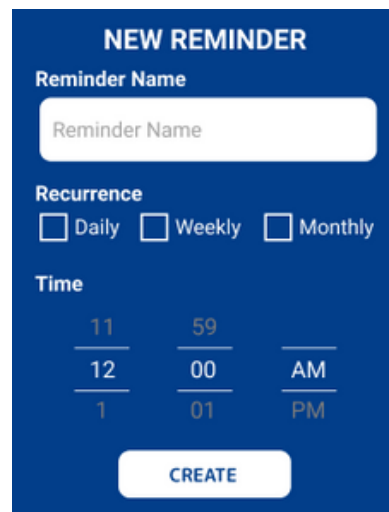 NEW REMINDER
Reminder Name
Reminder Name
Recurrence
Daily Weekly Monthly
Time
11 59
12 00 AM
1 01 PM
CREATE